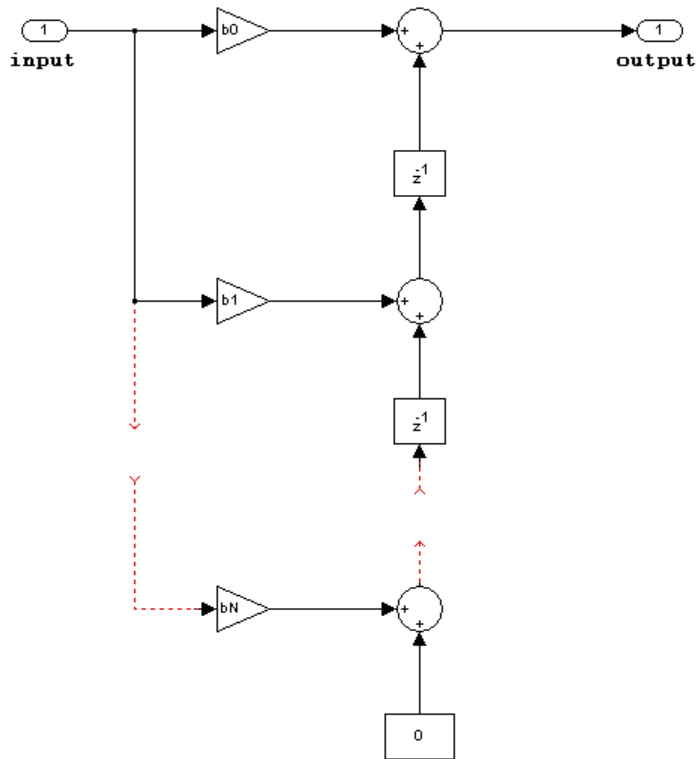 1 b0 + + 1
input output
z-1
b1 + +
z-1
bN + +
0